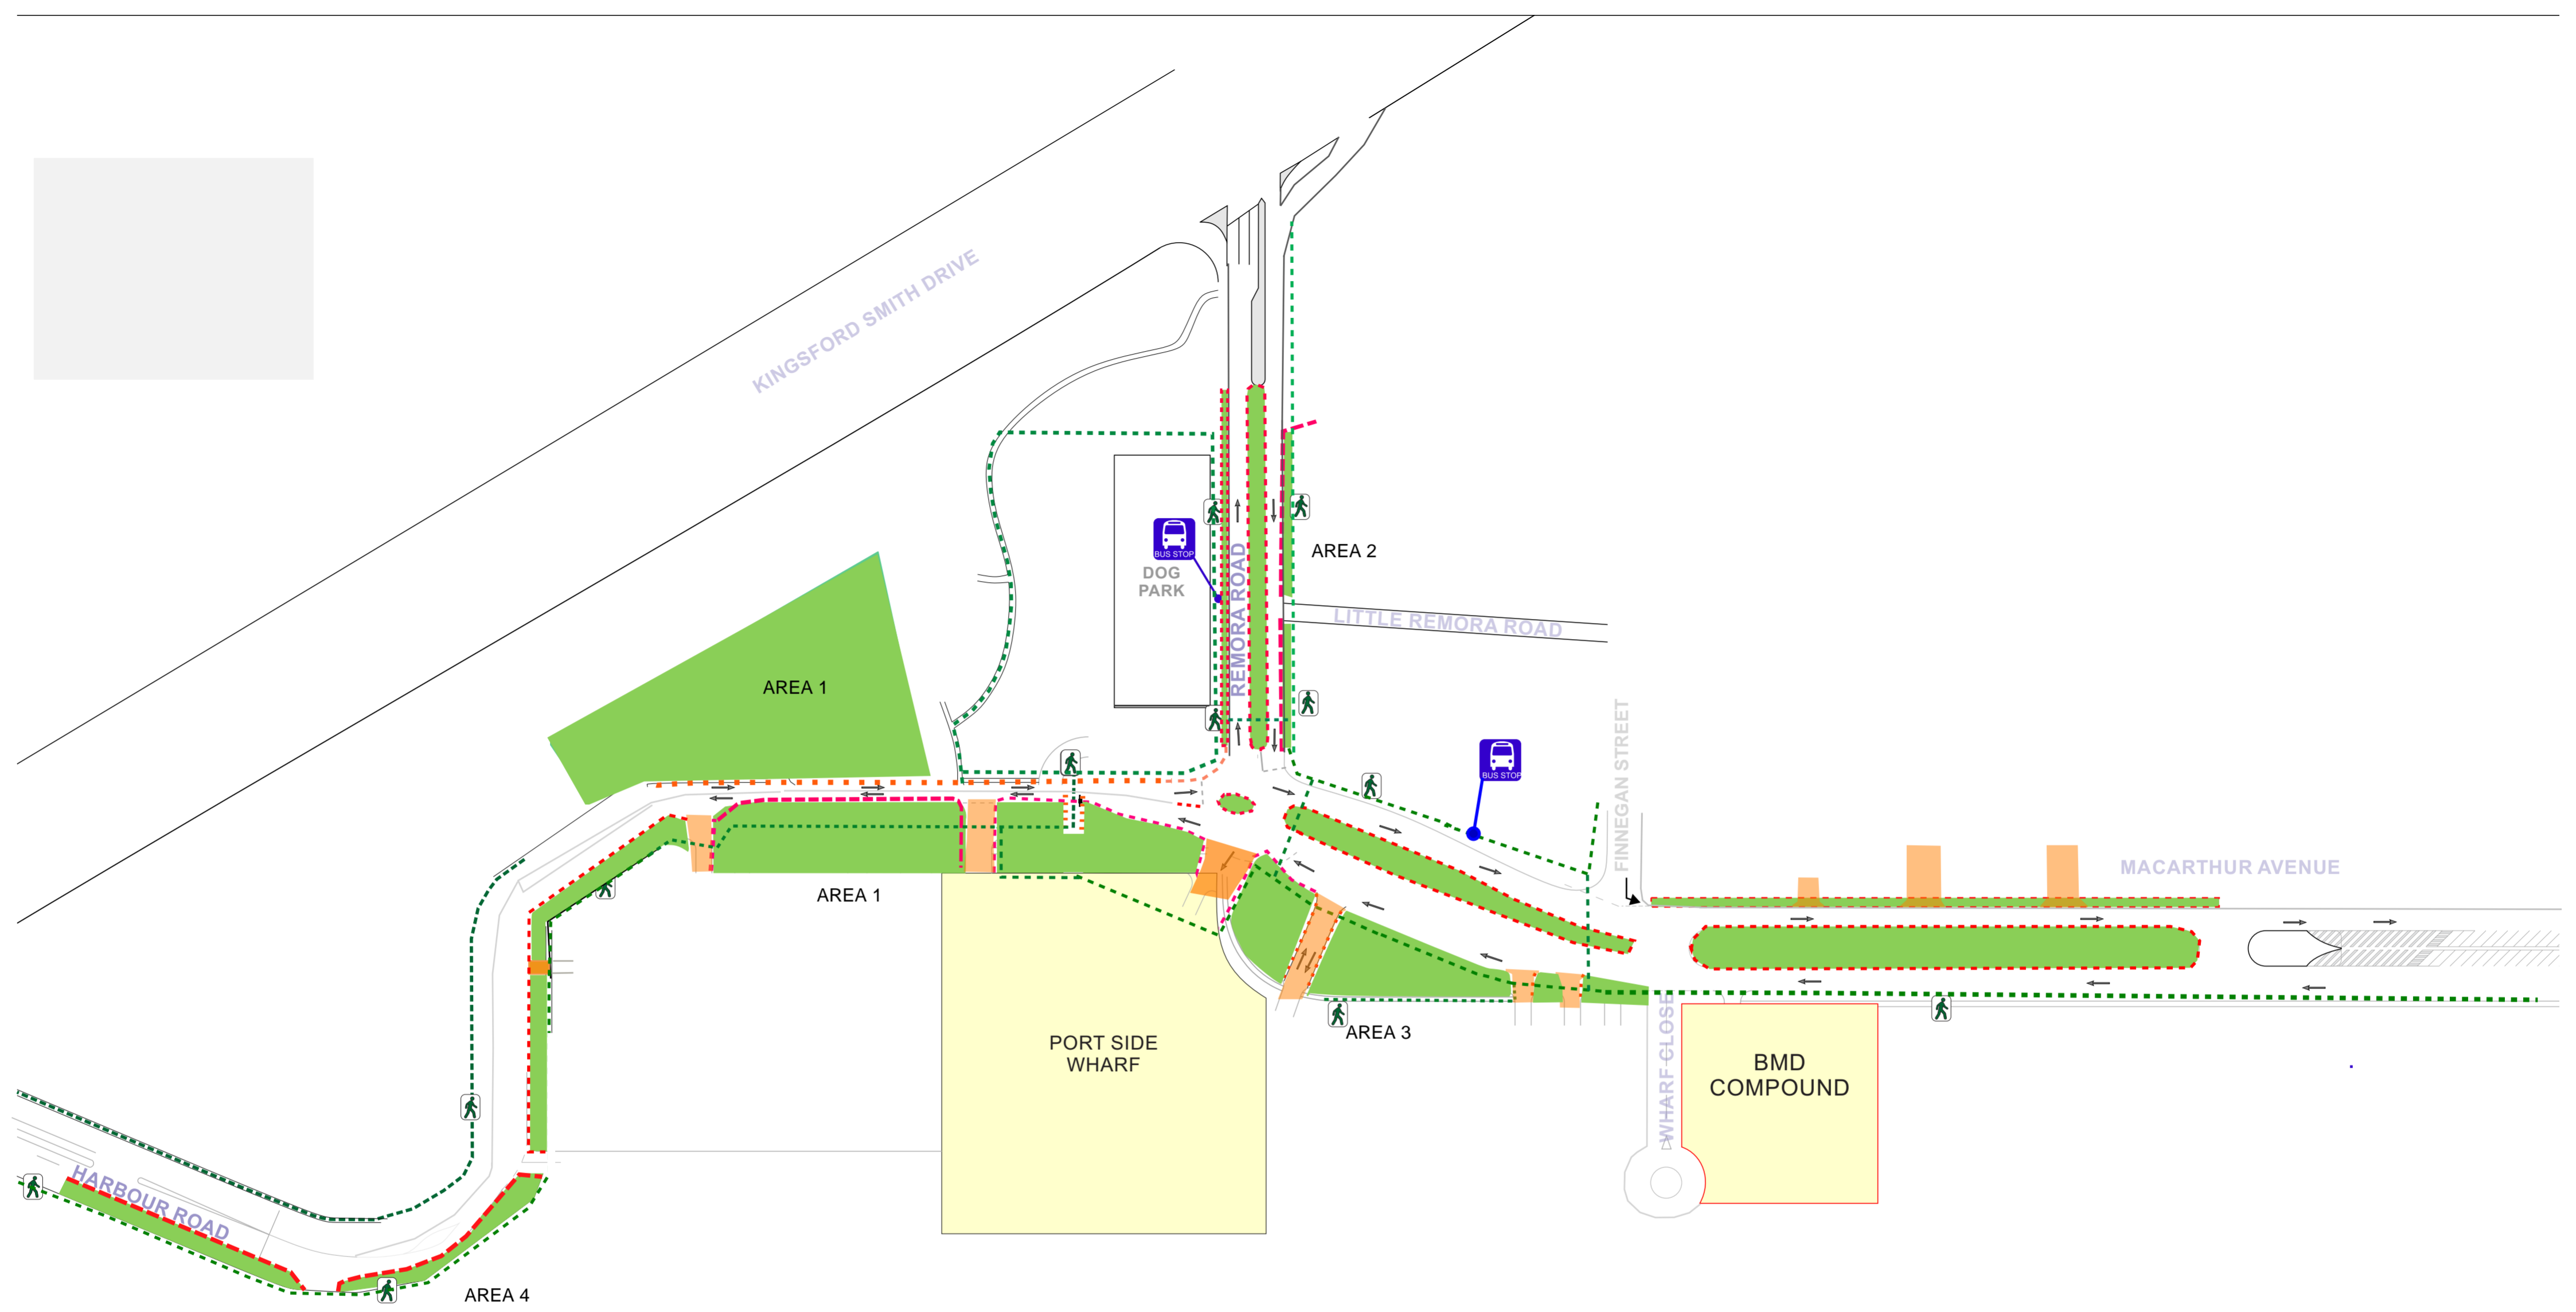 KINGSFORD SMITH DRIVE
BUS STOP
DOG
PARK
REMORA ROAD
AREA 2
LITTLE REMORA ROAD
AREA 1
BUS STOP
FINNEGAN STREET
MACARTHUR AVENUE
AREA 1
PORT SIDE
WHARF
AREA 3
WHARF CLOSE
BMD
COMPOUND
HARBOUR ROAD
AREA 4